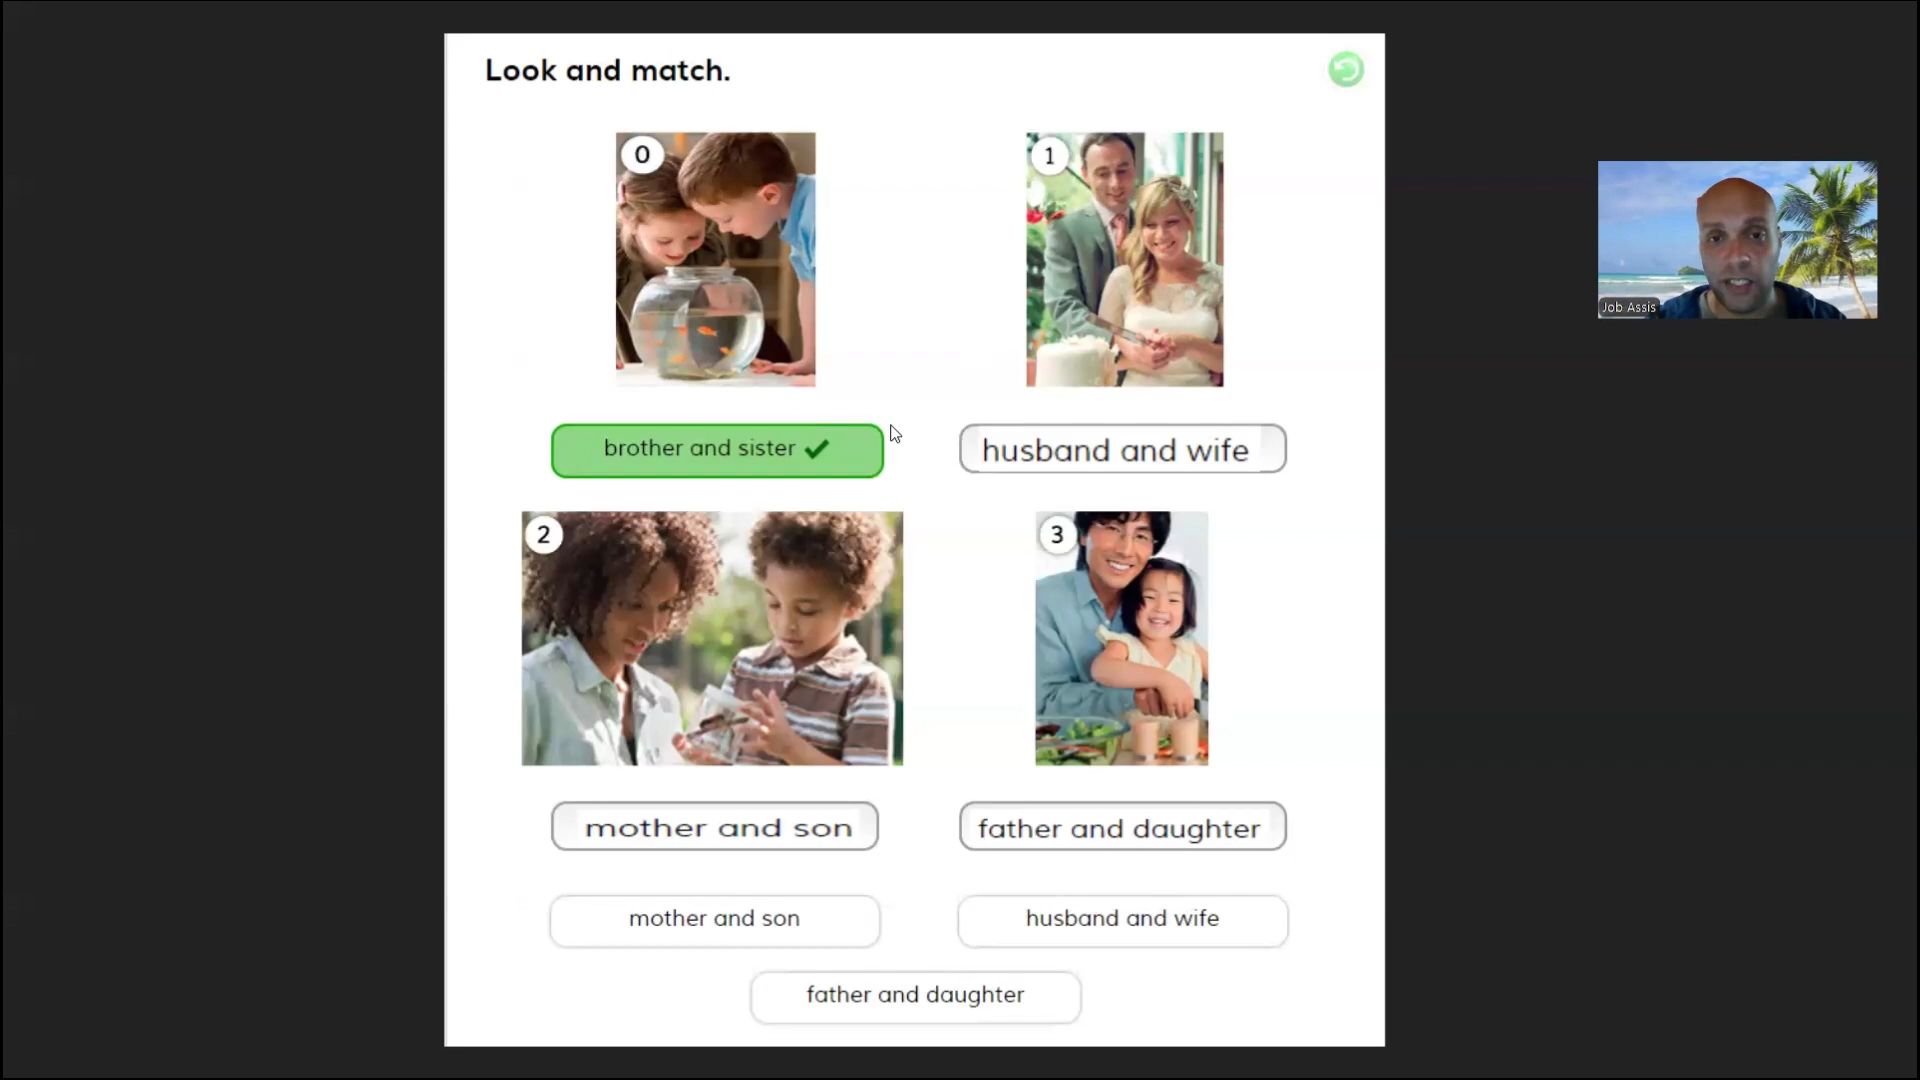 Look and match.
0
1
brother and sister
husband and wife
2
3
mother and son
father and daughter
mother and son
husband and wife
father and daughter
Job Assis